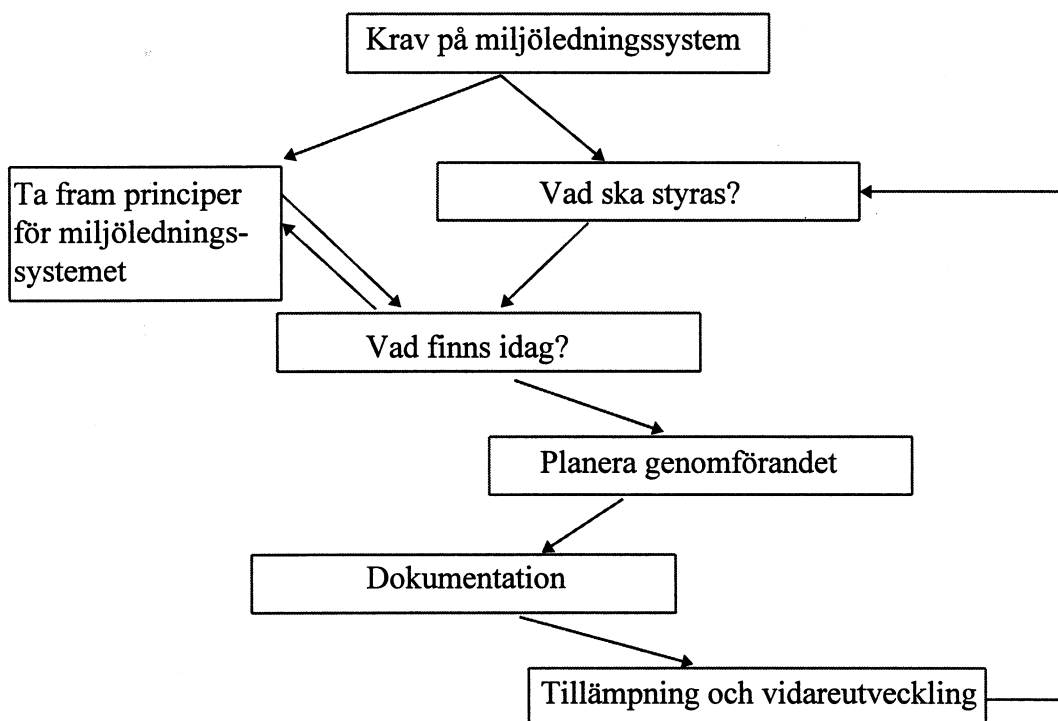 Krav på miljöledningssystem
Ta fram principer
för miljölednings-
systemet
Vad ska styras?
Vad finns idag?
Planera genomförandet
Dokumentation
Tillämpning och vidareutveckling